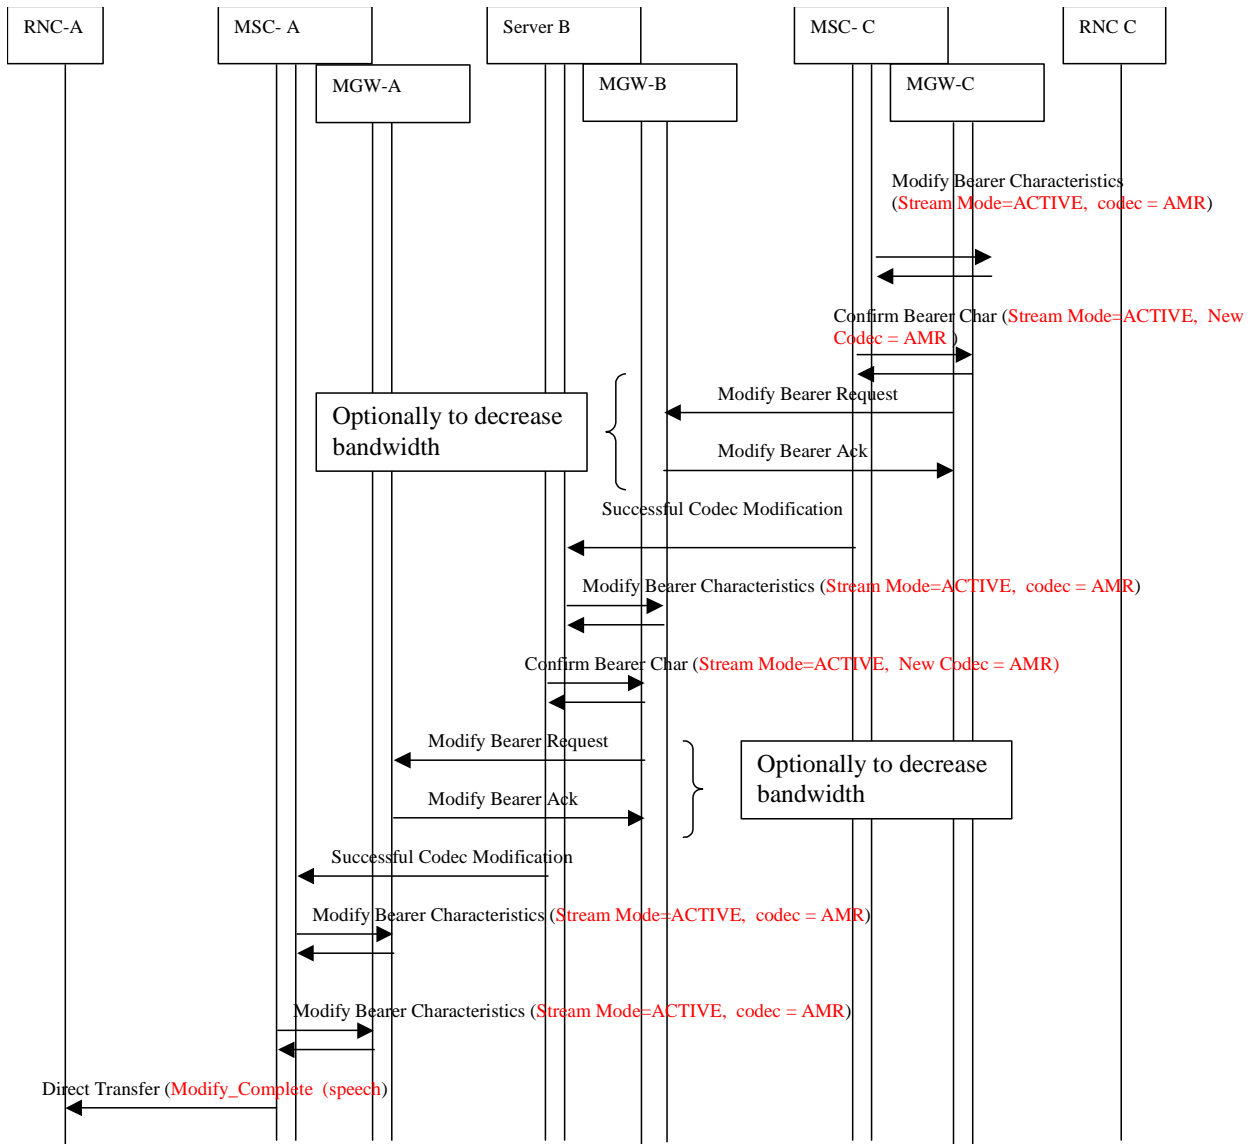 RNC-A
MSC- A
Server B
MSC- C
RNC C
MGW-A
MGW-B
MGW-C
Modify Bearer Characteristics
(Stream Mode=ACTIVE, codec = AMR)
Confirm Bearer Char (Stream Mode=ACTIVE, New
Codec = AMR )
Modify Bearer Request
Optionally to decrease
bandwidth
Modify Bearer Ack
Successful Codec Modification
Modify Bearer Characteristics (Stream Mode=ACTIVE, codec = AMR)
Confirm Bearer Char (Stream Mode=ACTIVE, New Codec = AMR)
Modify Bearer Request
Optionally to decrease
bandwidth
Modify Bearer Ack
Successful Codec Modification
Modify Bearer Characteristics (Stream Mode=ACTIVE, codec = AMR)
Modify Bearer Characteristics (Stream Mode=ACTIVE, codec = AMR)
Direct Transfer (Modify_Complete (speech)